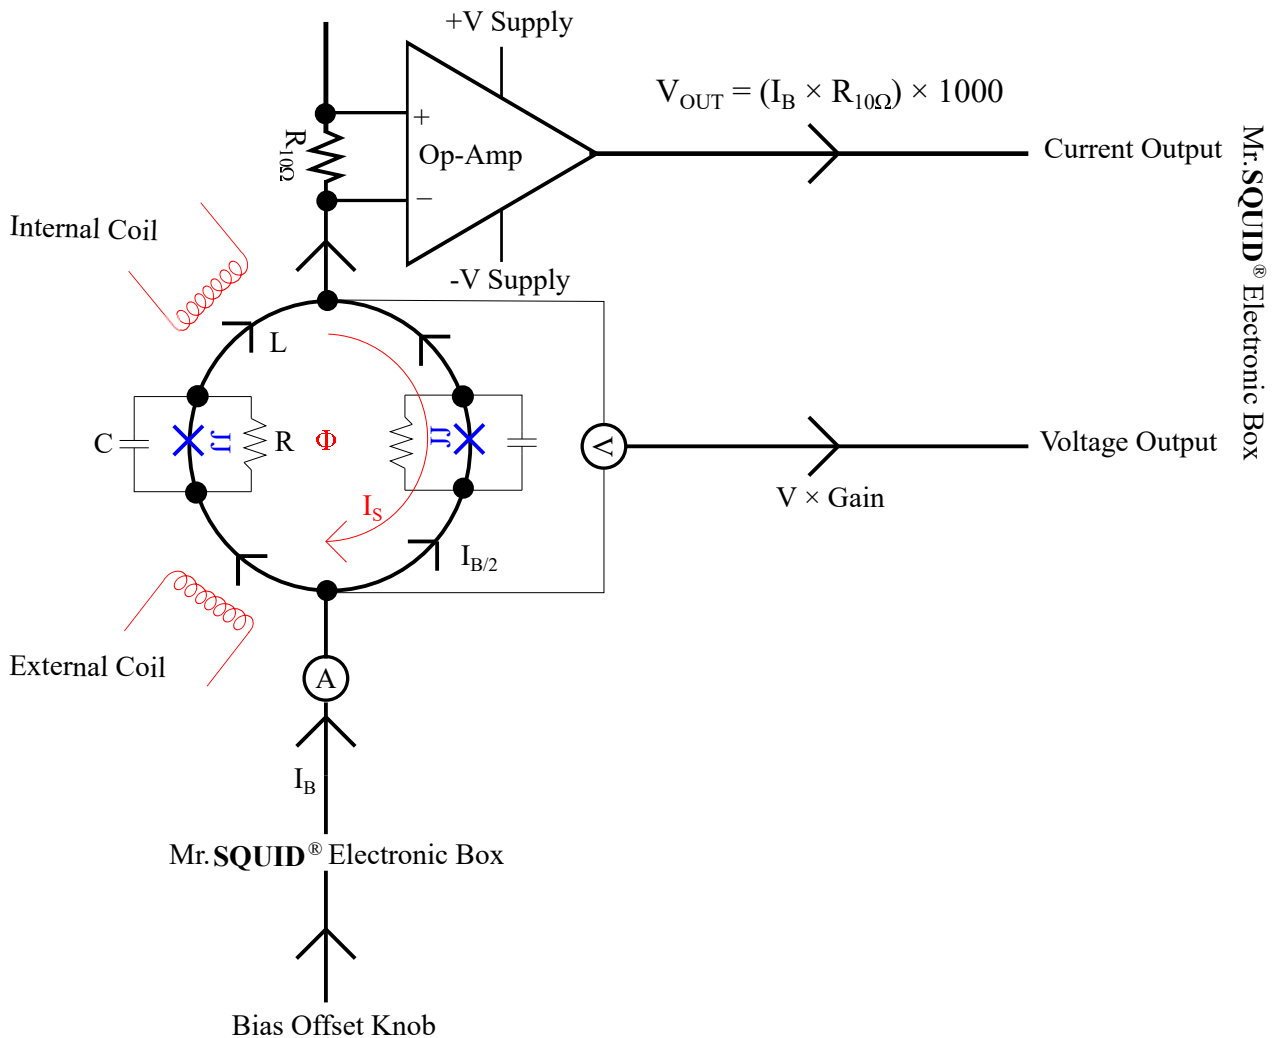 +V Supply
V_OUT = (I_B × R_10Ω) × 1000
R_10Ω
+
Op-Amp
−
Current Output
-V Supply
Internal Coil
L
C
JJ
R
Φ
JJ
V
Voltage Output
V × Gain
I_S
I_B/2
External Coil
A
I_B
Mr.SQUID® Electronic Box
Bias Offset Knob
Mr.SQUID® Electronic Box